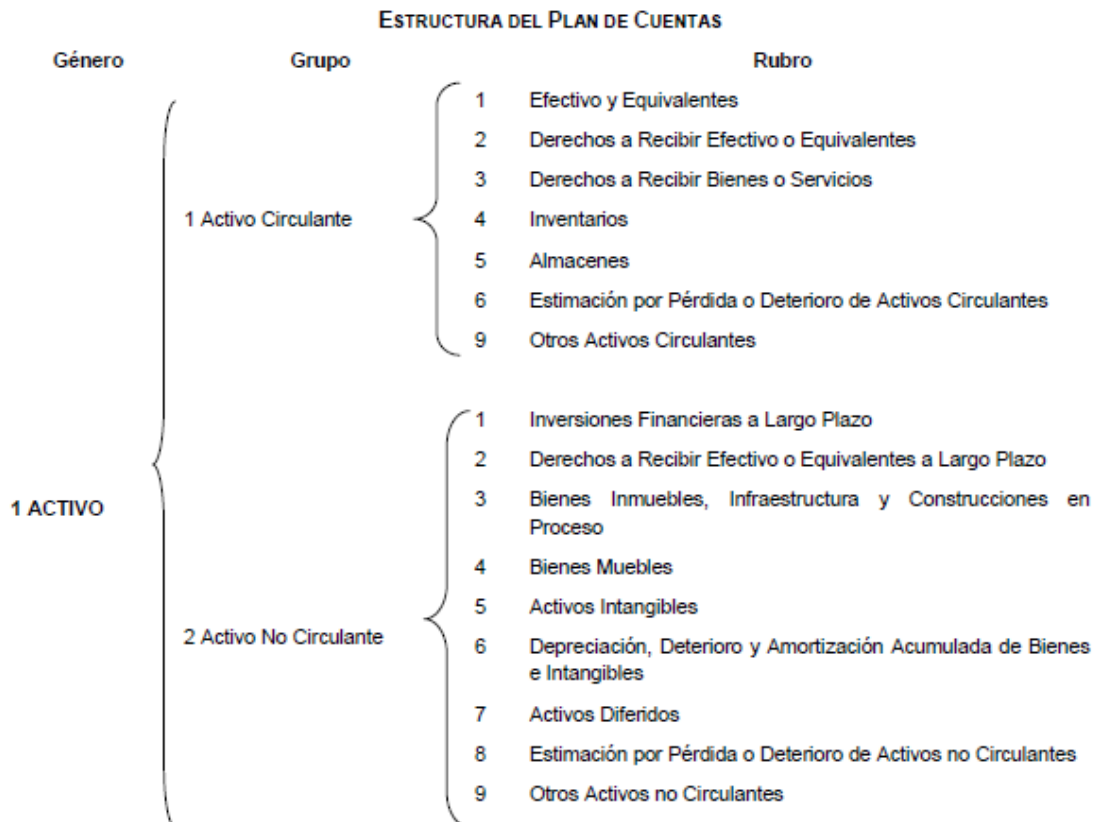 ESTRUCTURA DEL PLAN DE CUENTAS
Género Grupo Rubro
1 Efectivo y Equivalentes
2 Derechos a Recibir Efectivo o Equivalentes
3 Derechos a Recibir Bienes o Servicios
1 Activo Circulante
4 Inventarios
5 Almacenes
6 Estimación por Pérdida o Deterioro de Activos Circulantes
9 Otros Activos Circulantes
1 Inversiones Financieras a Largo Plazo
2 Derechos a Recibir Efectivo o Equivalentes a Largo Plazo
1 ACTIVO
3 Bienes Inmuebles, Infraestructura y Construcciones en
Proceso
4 Bienes Muebles
5 Activos Intangibles
2 Activo No Circulante
6 Depreciación, Deterioro y Amortización Acumulada de Bienes
e Intangibles
7 Activos Diferidos
8 Estimación por Pérdida o Deterioro de Activos no Circulantes
9 Otros Activos no Circulantes